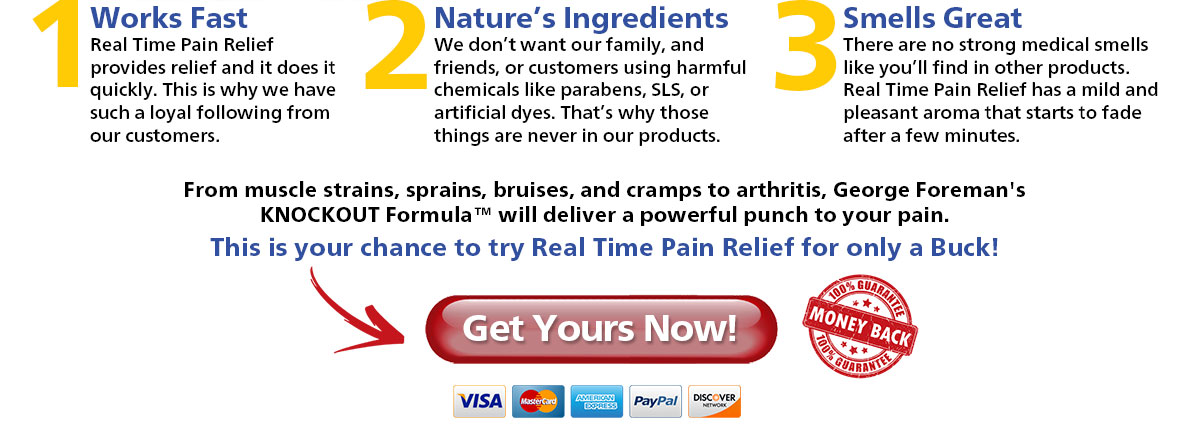 1
Works Fast
Real Time Pain Relief
provides relief and it does it
quickly. This is why we have
such a loyal following from
our customers.
2
Nature’s Ingredients
We don’t want our family, and
friends, or customers using harmful
chemicals like parabens, SLS, or
artificial dyes. That’s why those
things are never in our products.
3
Smells Great
There are no strong medical smells
like you’ll find in other products.
Real Time Pain Relief has a mild and
pleasant aroma that starts to fade
after a few minutes.
From muscle strains, sprains, bruises, and cramps to arthritis, George Foreman's
KNOCKOUT Formula™ will deliver a powerful punch to your pain.
This is your chance to try Real Time Pain Relief for only a Buck!
Get Yours Now!
100% GUARANTEE
MONEY BACK
100% GUARANTEE
VISA
MasterCard
AMERICAN
EXPRESS
PayPal
DISCOVER
NETWORK